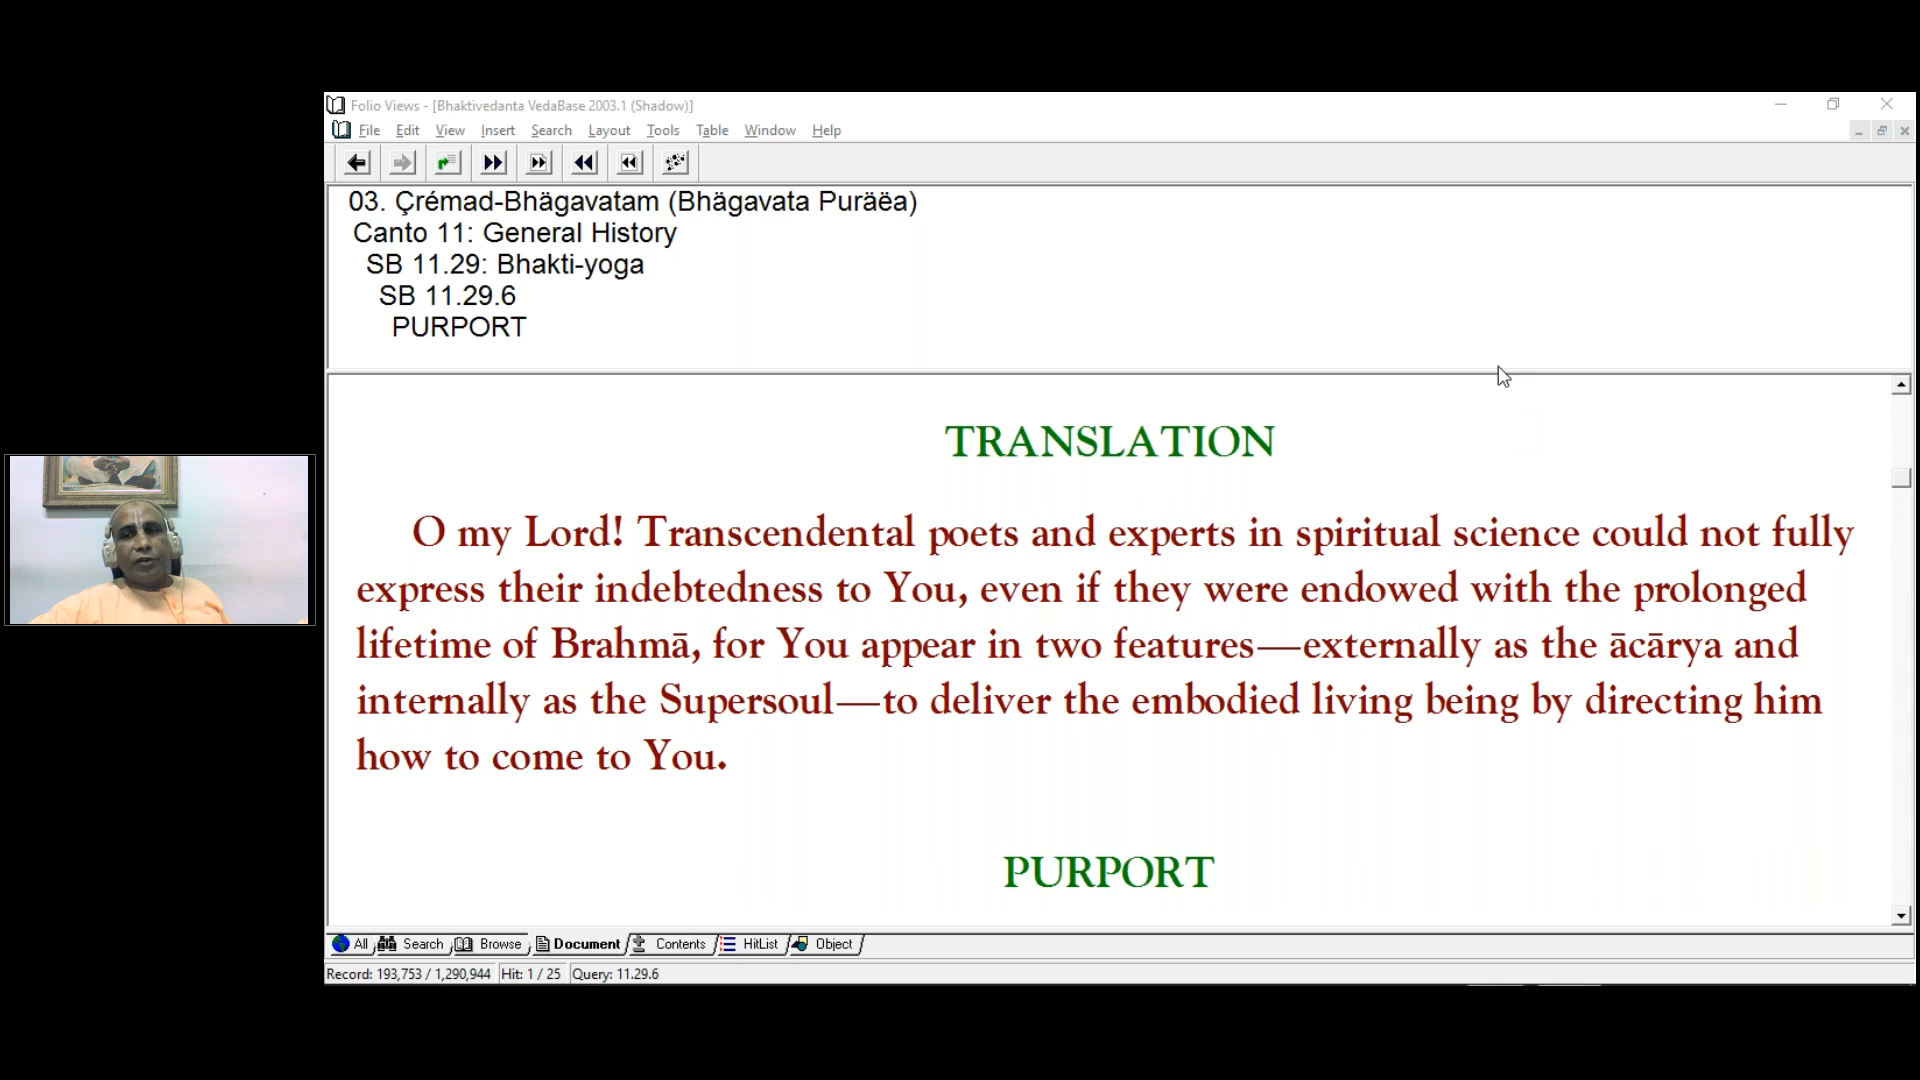 Folio Views - [Bhaktivedanta VedaBase 2003.1 (Shadow)]
File Edit View Insert Search Layout Tools Table Window Help
03. Çrémad-Bhägavatam (Bhägavata Puräëa)
Canto 11: General History
SB 11.29: Bhakti-yoga
SB 11.29.6
PURPORT
TRANSLATION
O my Lord! Transcendental poets and experts in spiritual science could not fully
express their indebtedness to You, even if they were endowed with the prolonged
lifetime of Brahmā, for You appear in two features—externally as the ācārya and
internally as the Supersoul—to deliver the embodied living being by directing him
how to come to You.
PURPORT
All Search Browse Document Contents HitList Object
Record: 193,753 / 1,290,944 Hit: 1 / 25 Query: 11.29.6